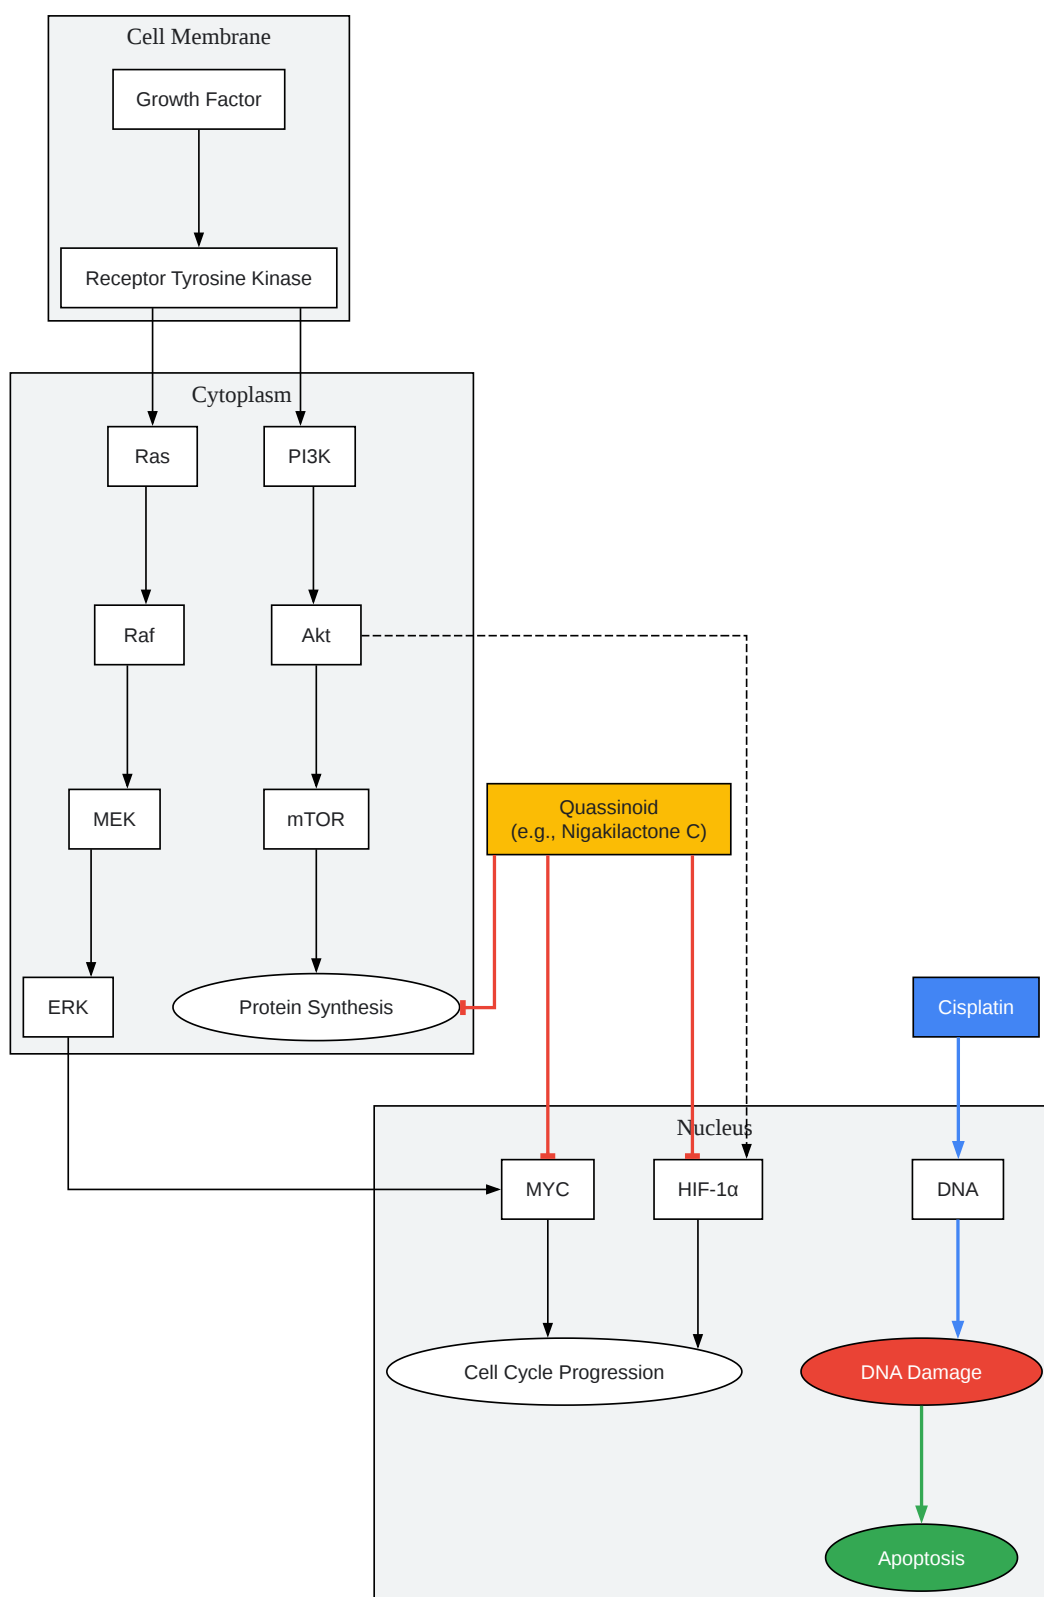 Cell Membrane
Growth Factor
Receptor Tyrosine Kinase
Cytoplasm
Ras
PI3K
Raf
Akt
MEK
mTOR
Quassinoid
(e.g., Nigakilactone C)
ERK
Protein Synthesis
Cisplatin
Nucleus
MYC
HIF-1α
DNA
Cell Cycle Progression
DNA Damage
Apoptosis